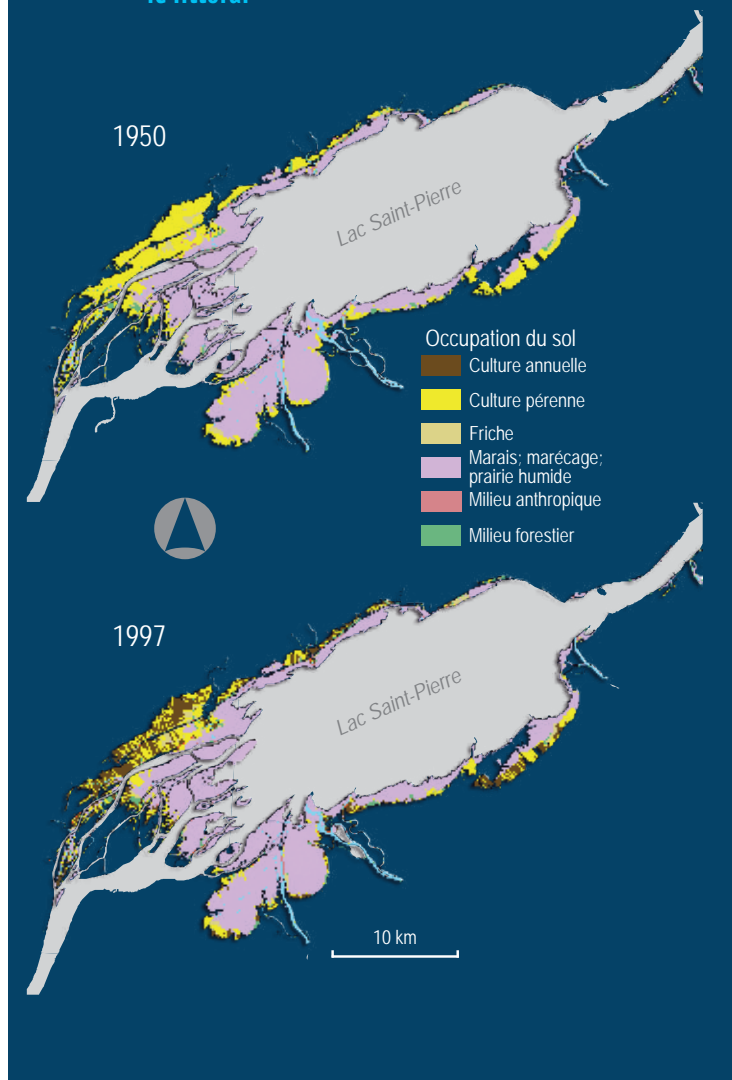 1950
Lac Saint-Pierre
Occupation du sol
Culture annuelle
Culture pérenne
Friche
Marais; marécage;
prairie humide
Milieu anthropique
Milieu forestier
1997
Lac Saint-Pierre
10 km